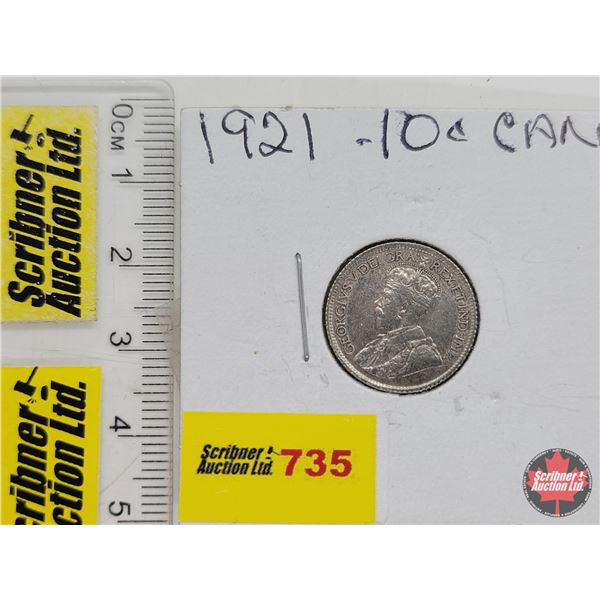 Scribner
Auction Ltd.
Scribner
Auction Ltd.
0CM
1
2
3
4
5
1921 .10¢ CAN
GEORGIVS V DEI GRA: REX ET IND: IMP:
Scribner
Auction Ltd. 735
Scribner
Auction Ltd.